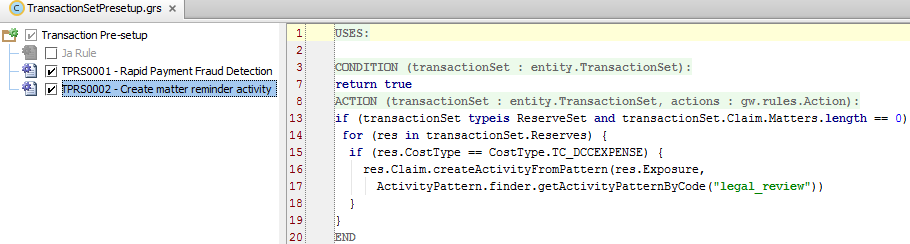 TransactionSetPresetup.grs
Transaction Pre-setup
Ja Rule
TPRS0001 - Rapid Payment Fraud Detection
TPRS0002 - Create matter reminder activity
1 USES:
2
3 CONDITION (transactionSet : entity.TransactionSet):
7 return true
8 ACTION (transactionSet : entity.TransactionSet, actions : gw.rules.Action):
13 if (transactionSet typeis ReserveSet and transactionSet.Claim.Matters.length == 0)
14 for (res in transactionSet.Reserves) {
15 if (res.CostType == CostType.TC_DCCEXPENSE) {
16 res.Claim.createActivityFromPattern(res.Exposure,
17 ActivityPattern.finder.getActivityPatternByCode("legal_review"))
18 }
19 }
20 END